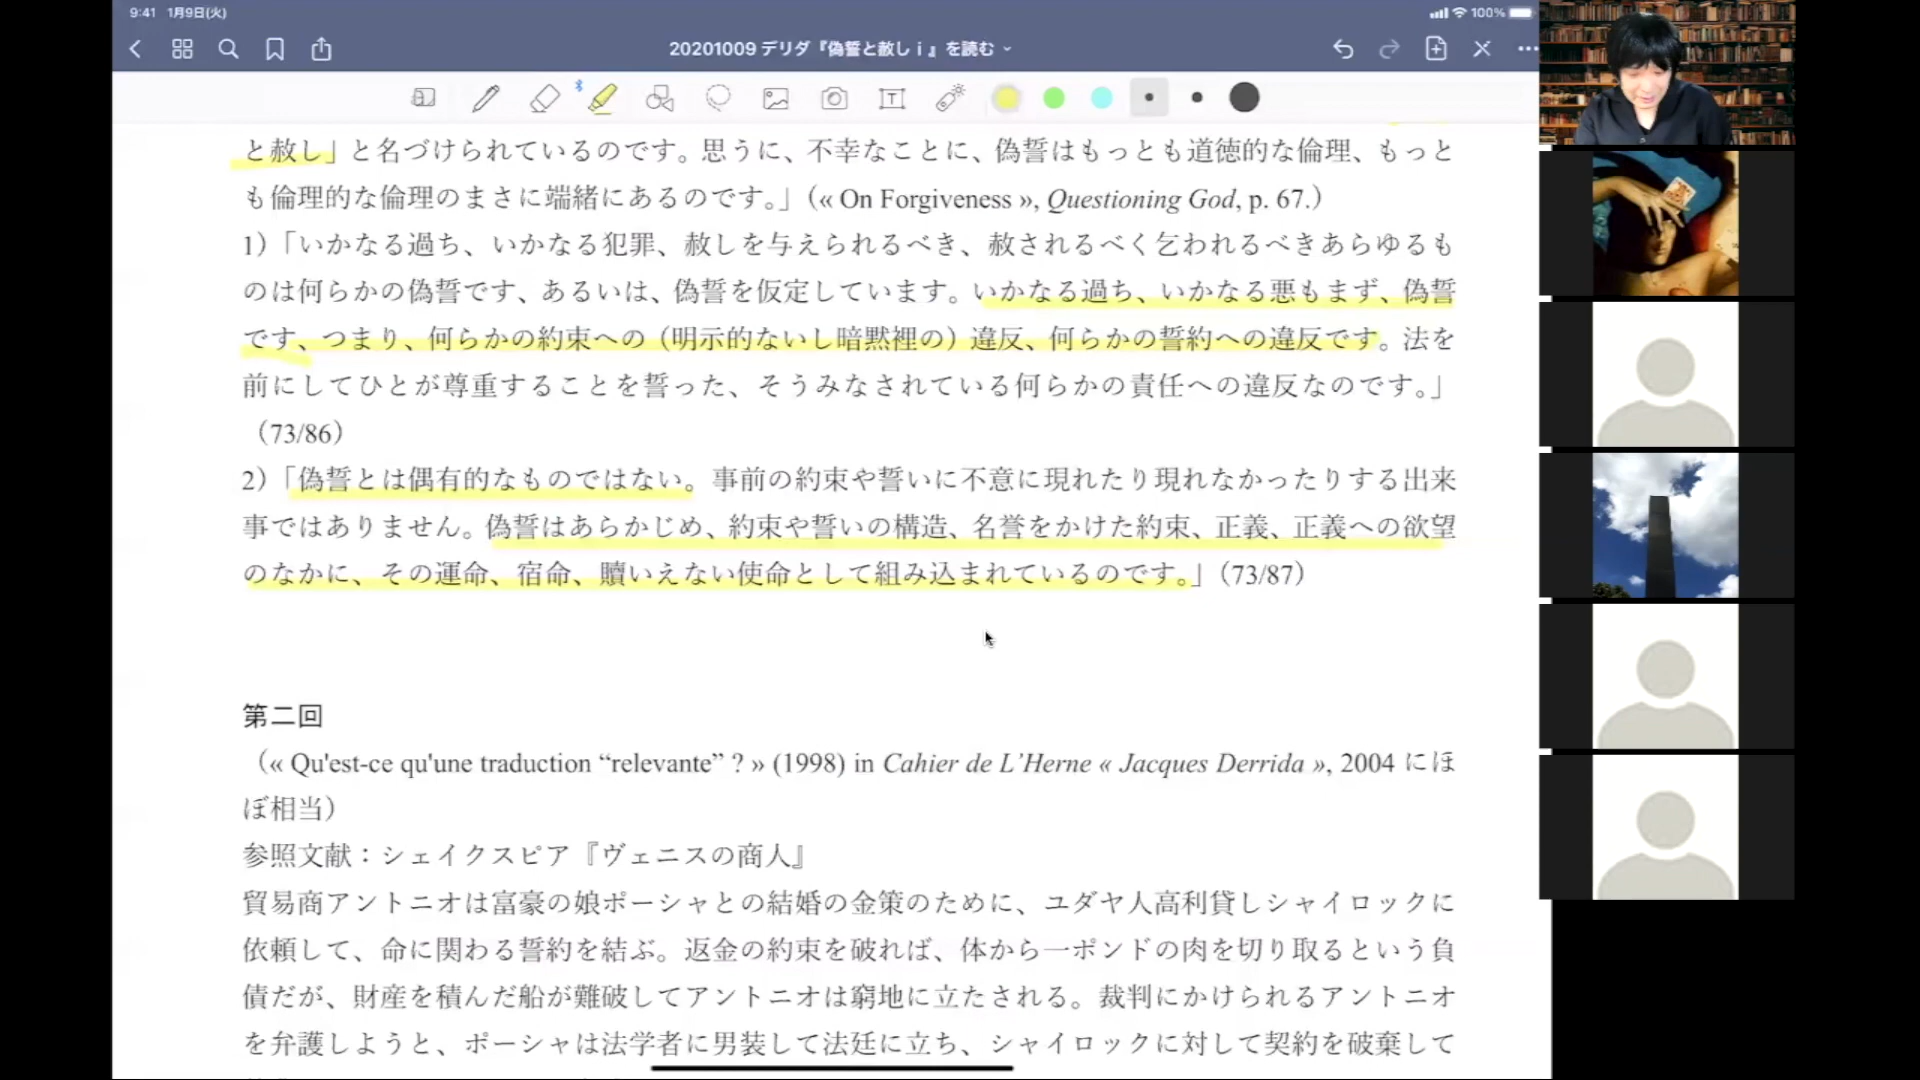 9:41 1月9日(火)
100%
20201009 デリダ『偽誓と赦しⅰ』を読む
と赦し」と名づけられているのです。思うに、不幸なことに、偽誓はもっとも道徳的な倫理、もっと
も倫理的な倫理のまさに端緒にあるのです。」(« On Forgiveness », Questioning God, p. 67.)
1)「いかなる過ち、いかなる犯罪、赦しを与えられるべき、赦されるべく乞われるべきあらゆるも
のは何らかの偽誓です、あるいは、偽誓を仮定しています。いかなる過ち、いかなる悪もまず、偽誓
です、つまり、何らかの約束への(明示的ないし暗黙裡の)違反、何らかの誓約への違反です。法を
前にしてひとが尊重することを誓った、そうみなされている何らかの責任への違反なのです。」
(73/86)
2)「偽誓とは偶有的なものではない。事前の約束や誓いに不意に現れたり現れなかったりする出来
事ではありません。偽誓はあらかじめ、約束や誓いの構造、名誉をかけた約束、正義、正義への欲望
のなかに、その運命、宿命、贖いえない使命として組み込まれているのです。」(73/87)
第二回
(« Qu'est-ce qu'une traduction “relevante” ? » (1998) in Cahier de L’Herne « Jacques Derrida », 2004 にほ
ぼ相当)
参照文献:シェイクスピア『ヴェニスの商人』
貿易商アントニオは富豪の娘ポーシャとの結婚の金策のために、ユダヤ人高利貸しシャイロックに
依頼して、命に関わる誓約を結ぶ。返金の約束を破れば、体から一ポンドの肉を切り取るという負
債だが、財産を積んだ船が難破してアントニオは窮地に立たされる。裁判にかけられるアントニオ
を弁護しようと、ポーシャは法学者に男装して法廷に立ち、シャイロックに対して契約を破棄して